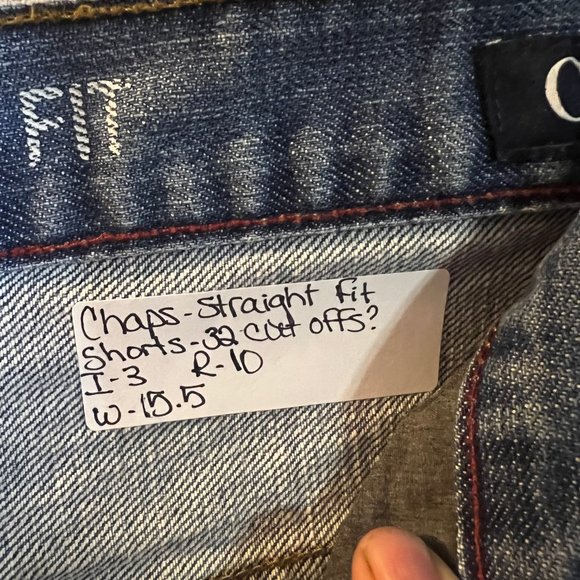 C
Chaps-Straight Fit
Shorts-32 Cut offs?
I-3 R-10
W-15.5